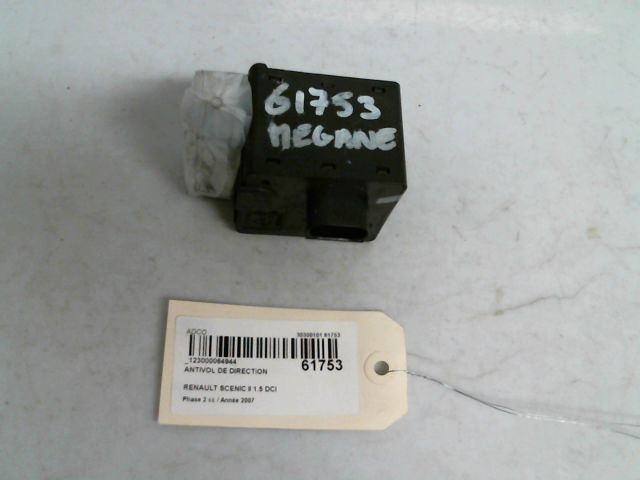 61753
MEGANE
ADCO
30300101 61753
_123000064944
61753
ANTIVOL DE DIRECTION
RENAULT SCENIC II 1.5 DCI
Phase 2 cc / Année 2007